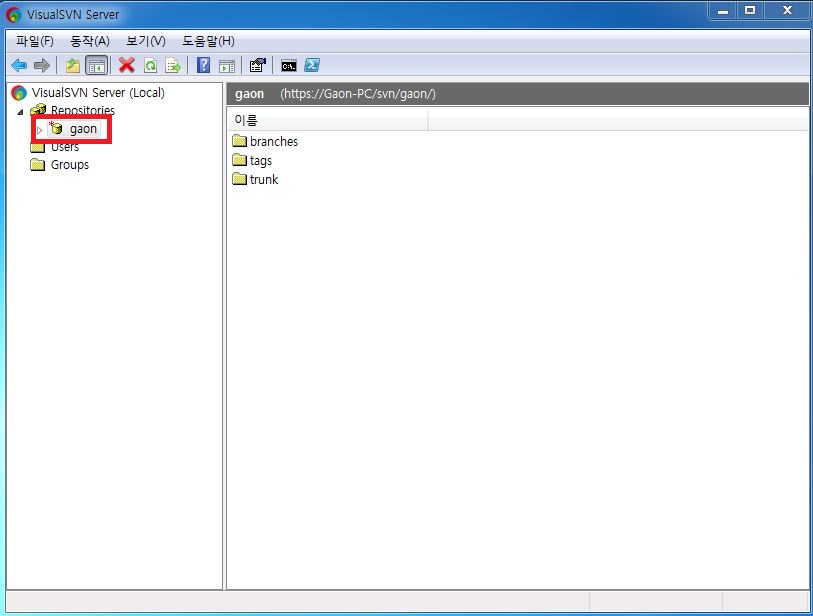 VisualSVN Server
파일(F) 동작(A) 보기(V) 도움말(H)
VisualSVN Server (Local)
Repositories
gaon
Users
Groups
gaon (https://Gaon-PC/svn/gaon/)
이름
branches
tags
trunk